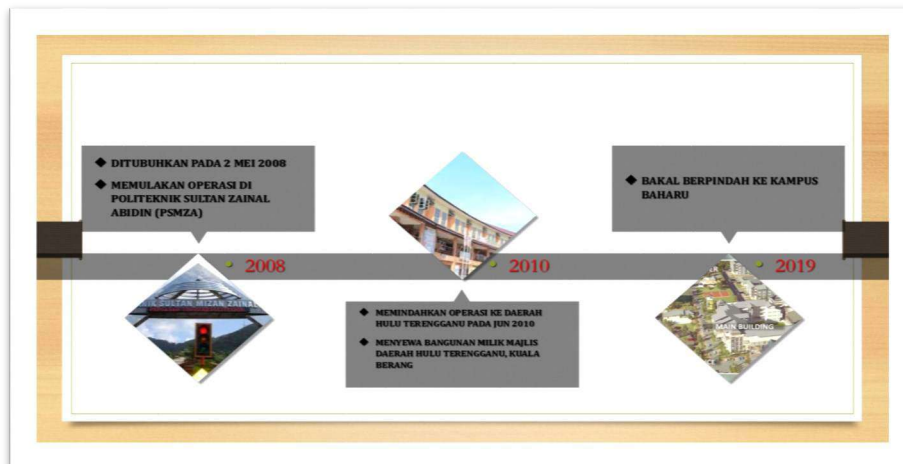 ◆ DITUBUHKAN PADA 2 MEI 2008
◆ MEMULAKAN OPERASI DI
POLITEKNIK SULTAN ZAINAL
ABIDIN (PSMZA)
• 2008
K SULTAN MIZAN ZAINAL
• 2010
◆ MEMINDAHKAN OPERASI KE DAERAH
HULU TERENGGANU PADA JUN 2010
◆ MENYEWA BANGUNAN MILIK MAJLIS
DAERAH HULU TERENGGANU, KUALA
BERANG
◆ BAKAL BERPINDAH KE KAMPUS
BAHARU
• 2019
MAIN BUILDING